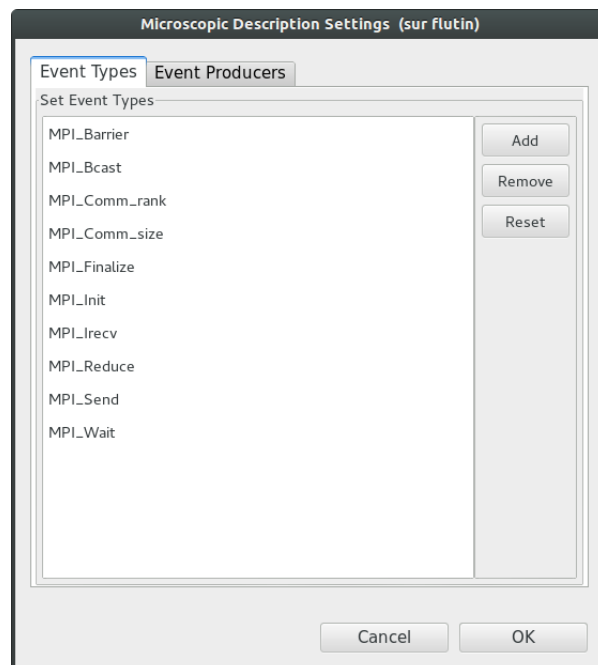 Microscopic Description Settings (sur flutin)
Event Types Event Producers
Set Event Types
MPI_Barrier
MPI_Bcast
MPI_Comm_rank
MPI_Comm_size
MPI_Finalize
MPI_Init
MPI_Irecv
MPI_Reduce
MPI_Send
MPI_Wait
Add
Remove
Reset
Cancel OK